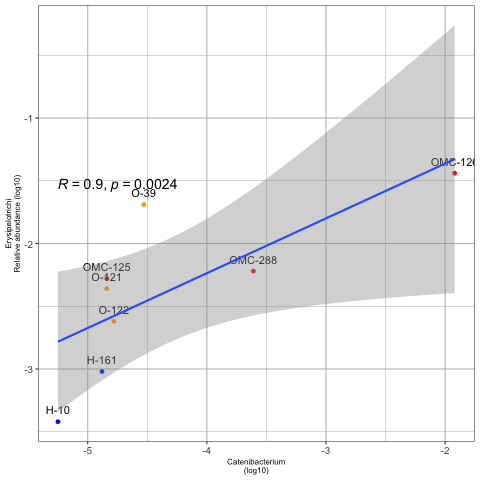 -1
-2
-3
Erysipelotrichi
Relative abundance (log10)
R = 0.9, p = 0.0024
OMC-126
O-39
OMC-288
OMC-125
O-121
O-122
H-161
H-10
-5
-4
-3
-2
Catenibacterium
(log10)